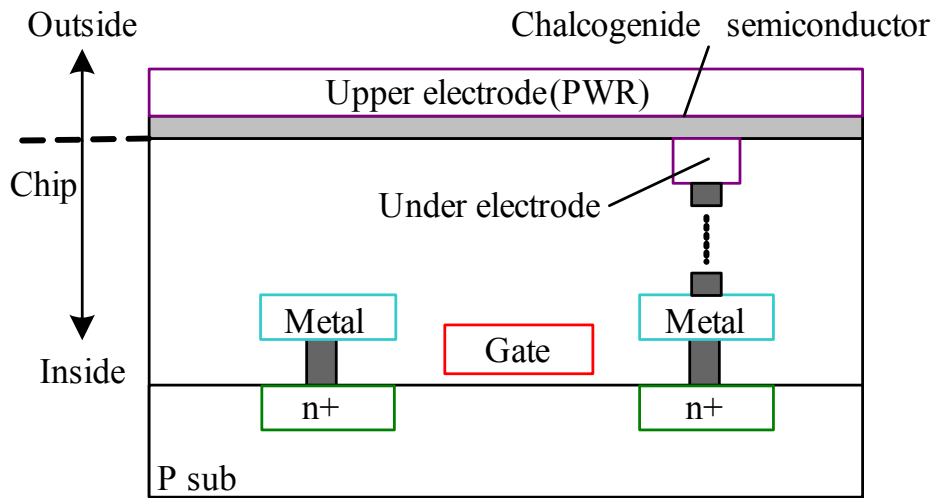 Outside
Chalcogenide semiconductor
Upper electrode(PWR)
Chip
Under electrode
Metal
Metal
Gate
Inside
n+
n+
P sub